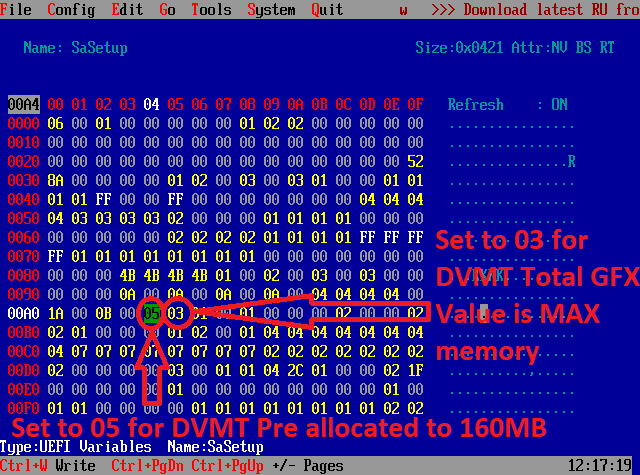 File Config Edit Go Tools System Quit w >>> Download latest RU fro
Name: SaSetup Size:0x0421 Attr:NV BS RT
00A4 00 01 02 03 04 05 06 07 08 09 0A 0B 0C 0D 0E 0F Refresh : ON
0000 06 00 01 00 00 00 00 00 01 02 02 00 00 00 00 00 ................
0010 00 00 00 00 00 00 00 00 00 00 00 00 00 00 00 00 ................
0020 00 00 00 00 00 00 00 00 00 00 00 00 00 00 00 52 ...............R
0030 8A 00 00 00 00 01 02 00 03 00 03 01 00 00 01 01 ................
0040 01 01 FF 00 00 FF 00 00 00 00 00 00 00 04 04 04 ................
0050 04 03 03 03 03 02 00 00 00 01 01 01 01 00 00 00 ................
0060 00 00 00 00 00 02 02 02 02 01 01 01 01 FF FF FF
0070 FF 01 01 01 01 01 01 00 00 00 00 00 00 00 00 00
0080 00 00 00 4B 4B 4B 4B 01 00 02 00 03 00 03 00 00
0090 00 00 00 0A 00 0A 00 0A 00 0A 00 04 04 04 04 00
00A0 1A 00 0B 00 05 03 01 00 01 00 00 00 02 00 00 02
00B0 02 01 00 00 00 01 02 00 01 04 04 04 04 04 04 04
00C0 04 07 07 07 07 07 07 07 07 02 02 02 02 02 02 02
00D0 02 00 00 00 00 03 00 01 01 04 2C 01 00 00 02 1F
00E0 00 00 00 00 00 01 00 00 00 00 00 00 00 00 00 00
00F0 01 01 00 00 00 00 01 01 01 01 01 01 01 02 02 02
Set to 03 for
DVMT Total GFX
Value is MAX
memory
Set to 05 for DVMT Pre allocated to 160MB
Type:UEFI Variables Name:SaSetup
Ctrl+W Write Ctrl+PgDn Ctrl+PgUp +/- Pages 12:17:19